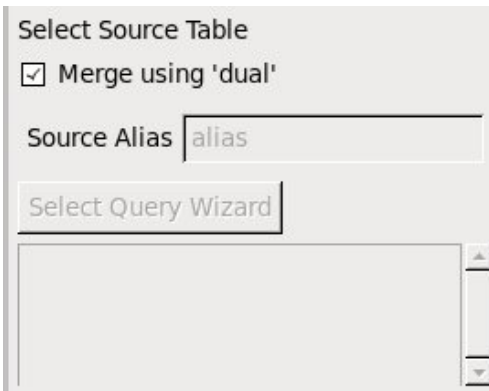 Select Source Table
Merge using 'dual'
Source Alias alias
Select Query Wizard